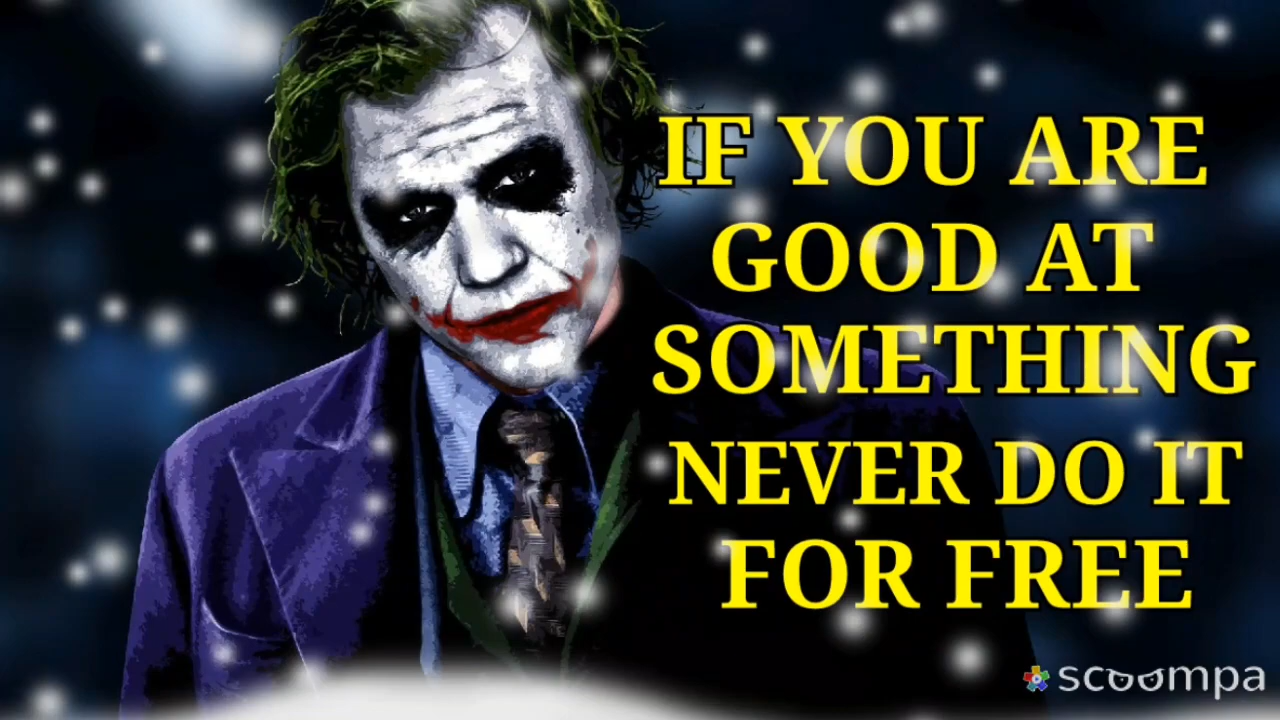 IF YOU ARE
GOOD AT
SOMETHING
NEVER DO IT
FOR FREE
scoompa